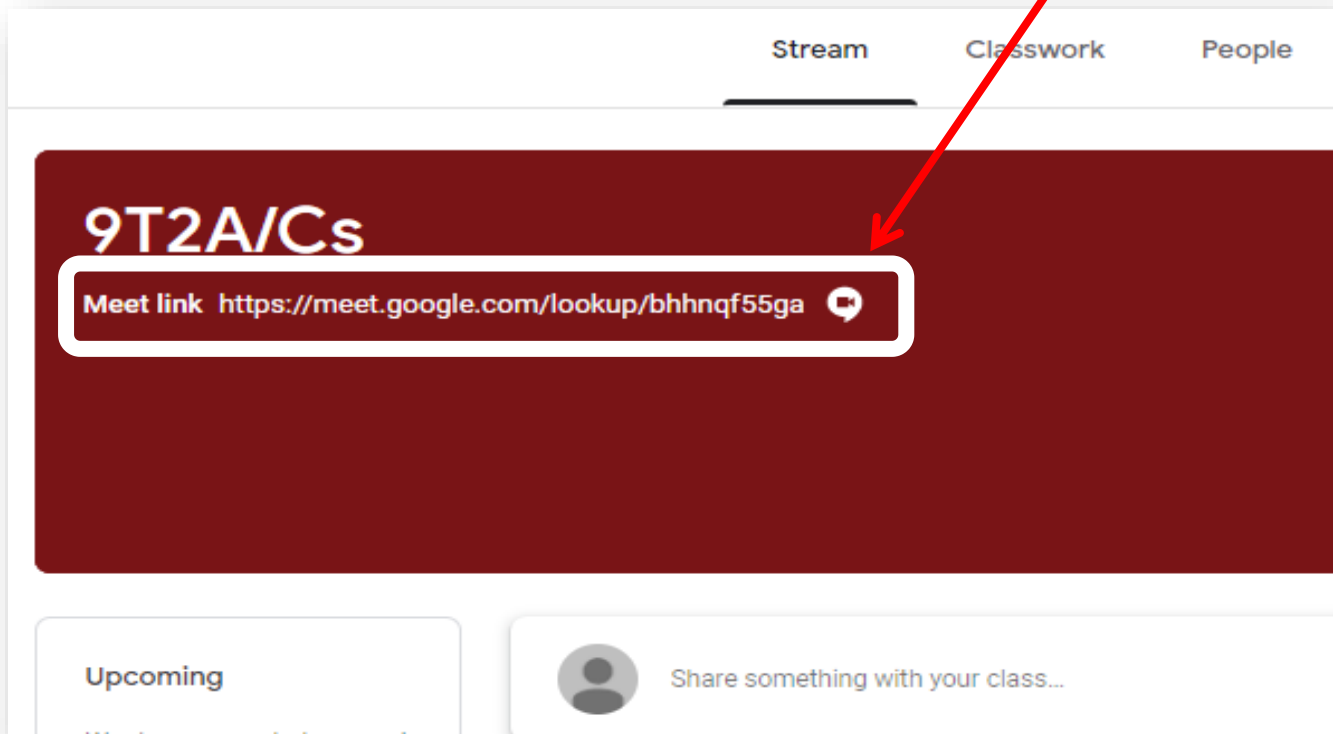 Stream Classwork People
9T2A/Cs
Meet link https://meet.google.com/lookup/bhhnqf55ga
Upcoming
Share something with your class...